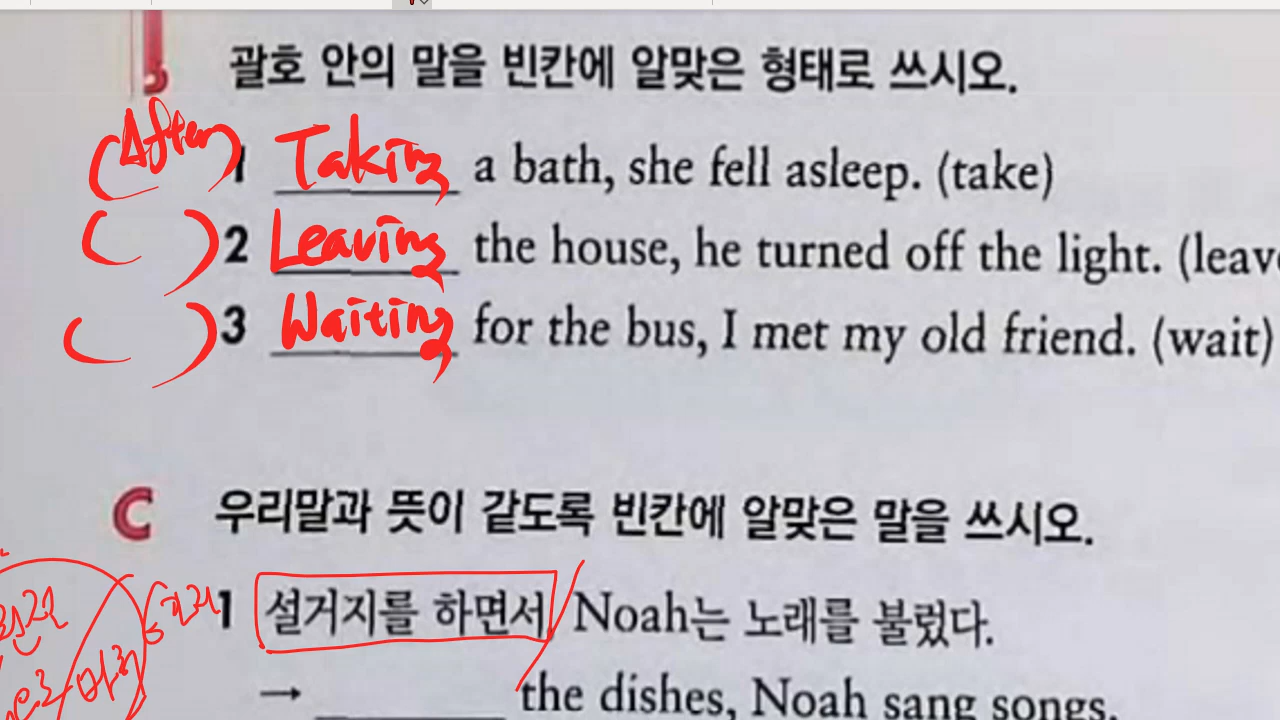 괄호 안의 말을 빈칸에 알맞은 형태로 쓰시오.
(After) 1 Taking a bath, she fell asleep. (take)
( ) 2 Leaving the house, he turned off the light. (leave
( ) 3 Waiting for the bus, I met my old friend. (wait)
C 우리말과 뜻이 같도록 빈칸에 알맞은 말을 쓰시오.
1 설거지를 하면서 / Noah는 노래를 불렀다.
→ the dishes, Noah sang songs.